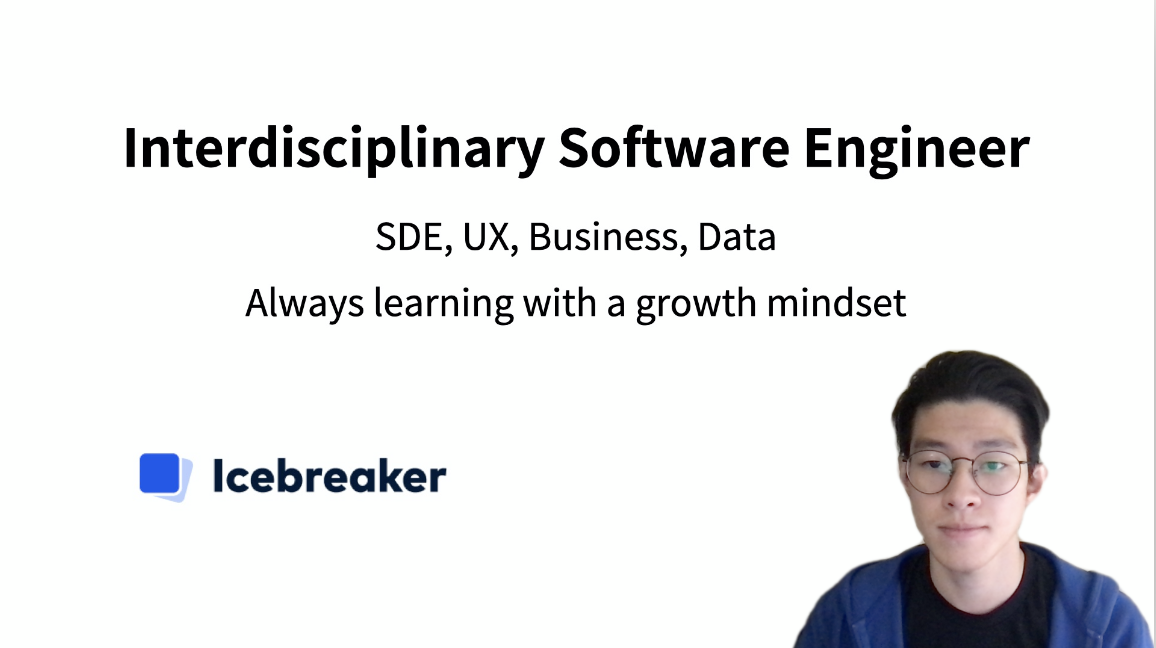 Interdisciplinary Software Engineer
SDE, UX, Business, Data
Always learning with a growth mindset
Icebreaker